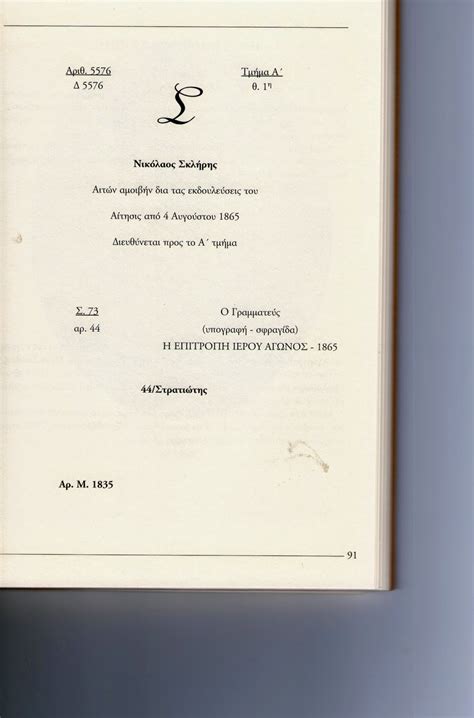 Αριθ. 5576 Τμήμα Α΄
Δ 5576 θ. 1η
Σ
Νικόλαος Σκλήρης
Αιτών αμοιβήν δια τας εκδουλεύσεις του
Αίτησις από 4 Αυγούστου 1865
Διευθύνεται προς το Α΄ τμήμα
Σ. 73 Ο Γραμματεύς
αρ. 44 (υπογραφή - σφραγίδα)
Η ΕΠΙΤΡΟΠΗ ΙΕΡΟΥ ΑΓΩΝΟΣ - 1865
44/Στρατιώτης
Αρ. Μ. 1835
91